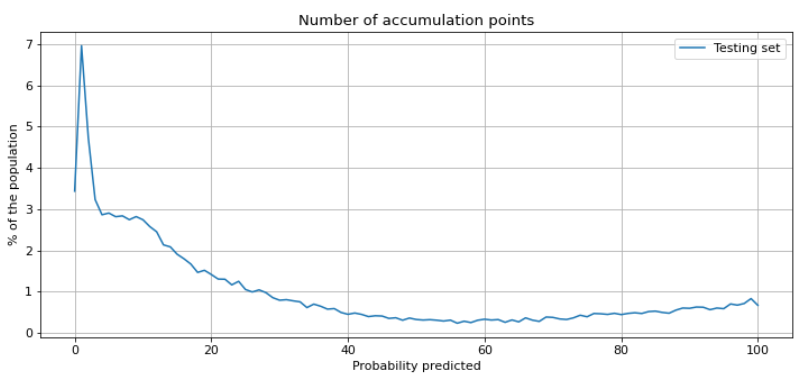 Number of accumulation points
Testing set
7
6
5
4
3
2
1
0
% of the population
0 20 40 60 80 100
Probability predicted